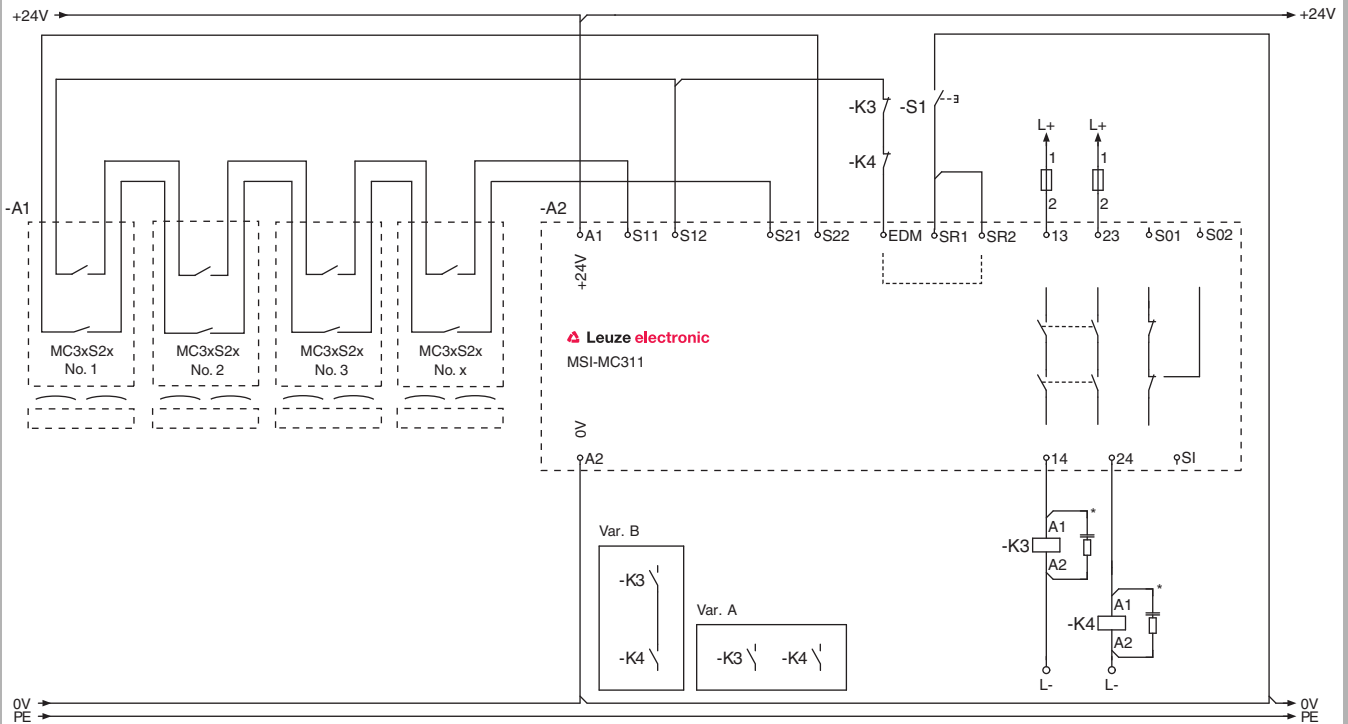 +24V
+24V
-K3
-S1
L+
L+
-K4
1
1
2
2
-A1
-A2
A1
S11
S12
S21
S22
EDM
SR1
SR2
13
23
S01
S02
+24V
Leuze electronic
MSI-MC311
MC3xS2x
No. 1
MC3xS2x
No. 2
MC3xS2x
No. 3
MC3xS2x
No. x
0V
A2
14
24
SI
*
A1
-K3
A2
Var. B
-K3
-K4
Var. A
-K3
-K4
*
A1
-K4
A2
L-
L-
0V
0V
PE
PE